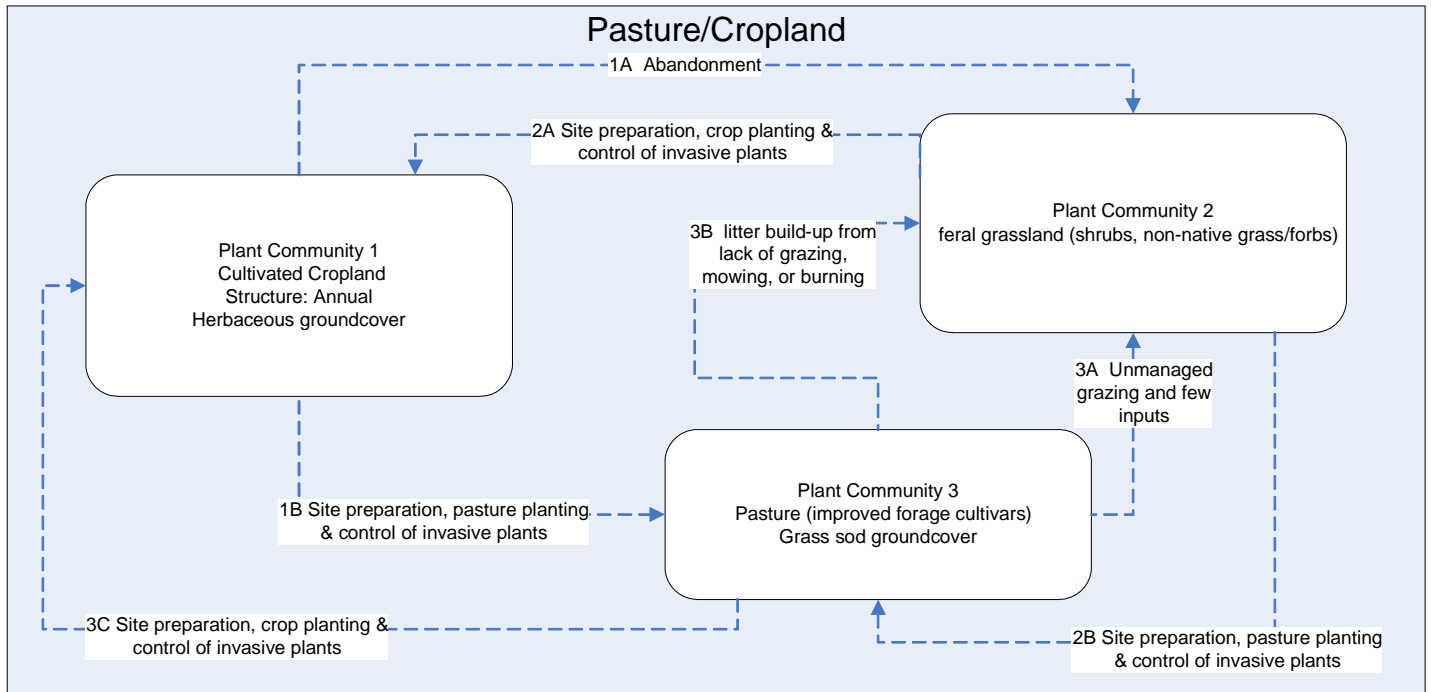 Pasture/Cropland
1A  Abandonment
2A Site preparation, crop planting &
control of invasive plants
Plant Community 2
feral grassland (shrubs, non-native grass/forbs)
Plant Community 1
Cultivated Cropland
Structure: Annual
Herbaceous groundcover
3B  litter build-up from
lack of grazing,
mowing, or burning
3A  Unmanaged
grazing and few
inputs
Plant Community 3
Pasture (improved forage cultivars)
Grass sod groundcover
1B Site preparation, pasture planting
& control of invasive plants
3C Site preparation, crop planting &
control of invasive plants
2B Site preparation, pasture planting
& control of invasive plants